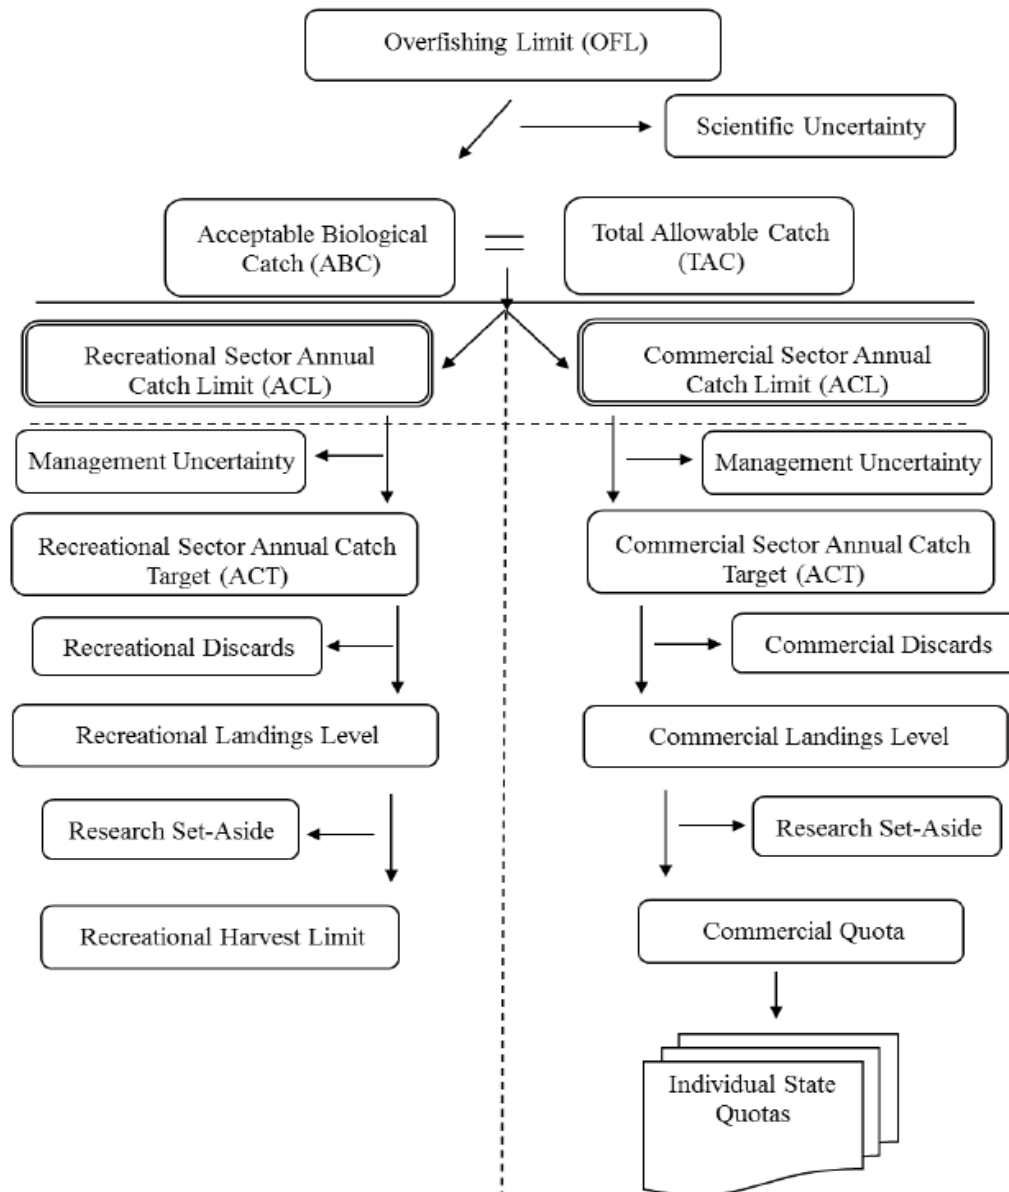 Overfishing Limit (OFL)
Scientific Uncertainty
Acceptable Biological
Catch (ABC)
=
Total Allowable Catch
(TAC)
Recreational Sector Annual
Catch Limit (ACL)
Commercial Sector Annual
Catch Limit (ACL)
Management Uncertainty
Management Uncertainty
Recreational Sector Annual Catch
Target (ACT)
Commercial Sector Annual Catch
Target (ACT)
Recreational Discards
Commercial Discards
Recreational Landings Level
Commercial Landings Level
Research Set-Aside
Research Set-Aside
Recreational Harvest Limit
Commercial Quota
Individual State
Quotas